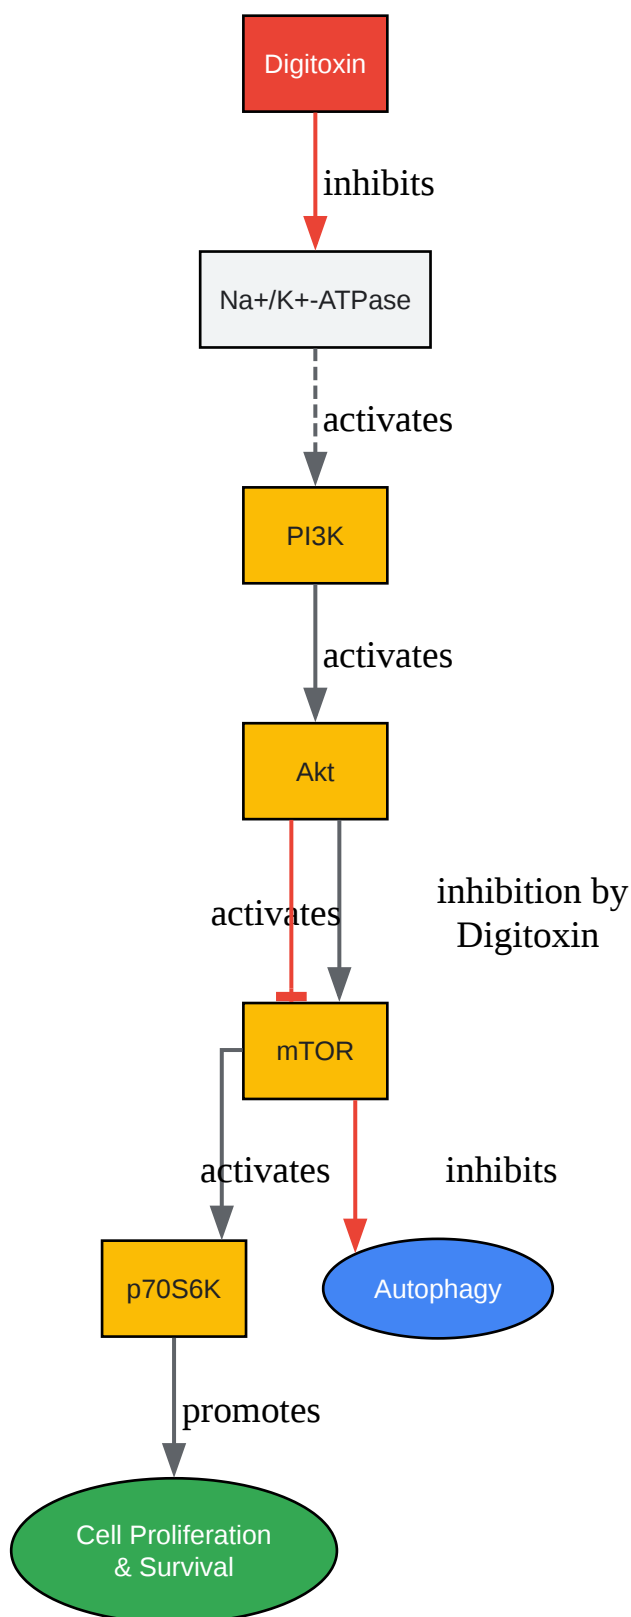 Digitoxin
inhibits
Na+/K+-ATPase
activates
PI3K
activates
Akt
activates
inhibition by
Digitoxin
mTOR
activates
inhibits
p70S6K
Autophagy
promotes
Cell Proliferation
& Survival